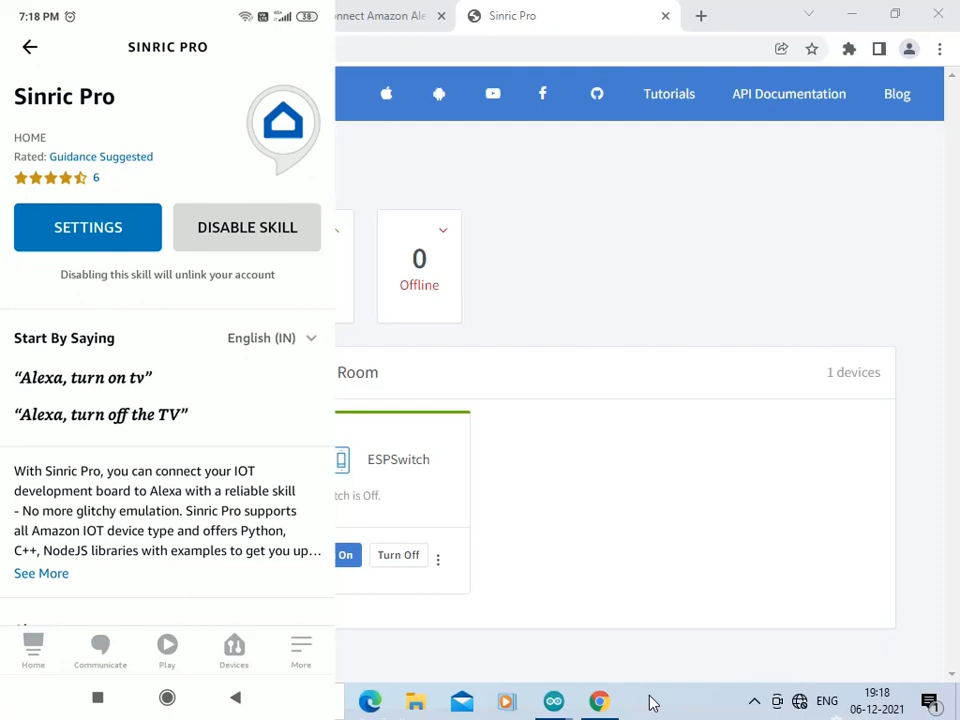 7:18 PM
38
SINRIC PRO
Sinric Pro
HOME
Rated: Guidance Suggested
6
SETTINGS
DISABLE SKILL
Disabling this skill will unlink your account
Start By Saying
English (IN)
“Alexa, turn on tv”
“Alexa, turn off the TV”
With Sinric Pro, you can connect your IOT
development board to Alexa with a reliable skill
- No more glitchy emulation. Sinric Pro supports
all Amazon IOT device type and offers Python,
C++, NodeJS libraries with examples to get you up...
See More
Home
Communicate
Play
Devices
More
nnect Amazon Ale
Sinric Pro
Tutorials
API Documentation
Blog
0
Offline
Room
1 devices
ESPSwitch
tch is Off.
On
Turn Off
ENG
19:18
06-12-2021
1